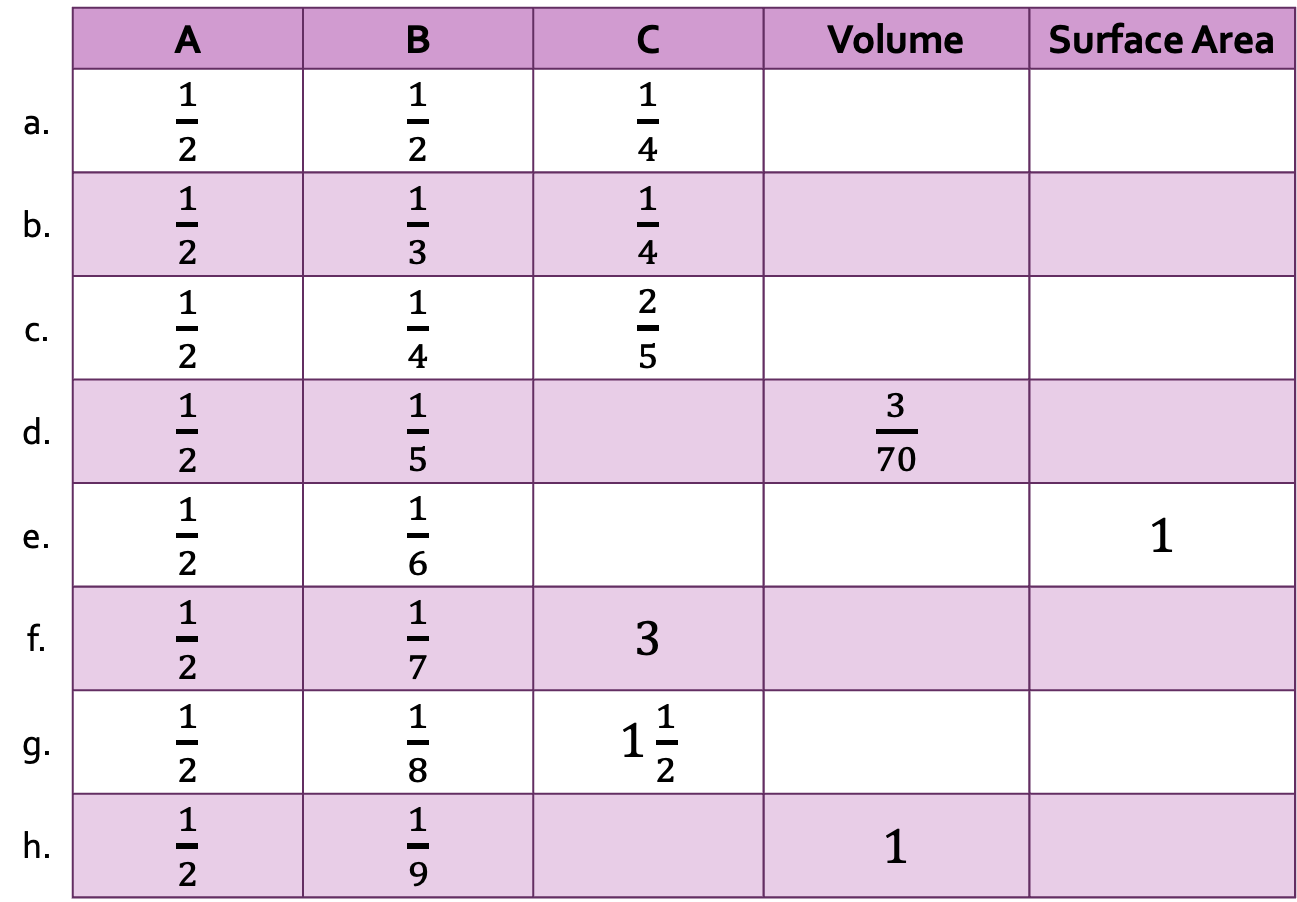 A B C Volume Surface Area
a. 1/2 1/2 1/4
b. 1/2 1/3 1/4
c. 1/2 1/4 2/5
d. 1/2 1/5 3/70
e. 1/2 1/6 1
f. 1/2 1/7 3
g. 1/2 1/8 1 1/2
h. 1/2 1/9 1